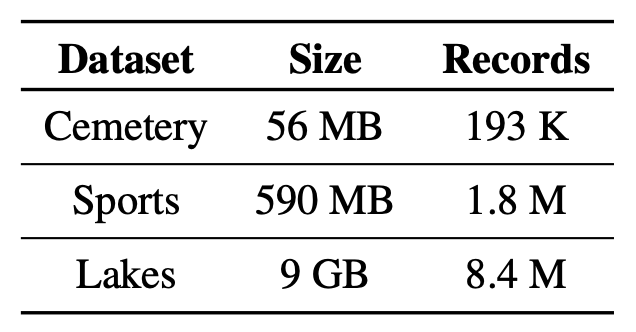 Dataset Size Records
Cemetery 56 MB 193 K
Sports 590 MB 1.8 M
Lakes 9 GB 8.4 M